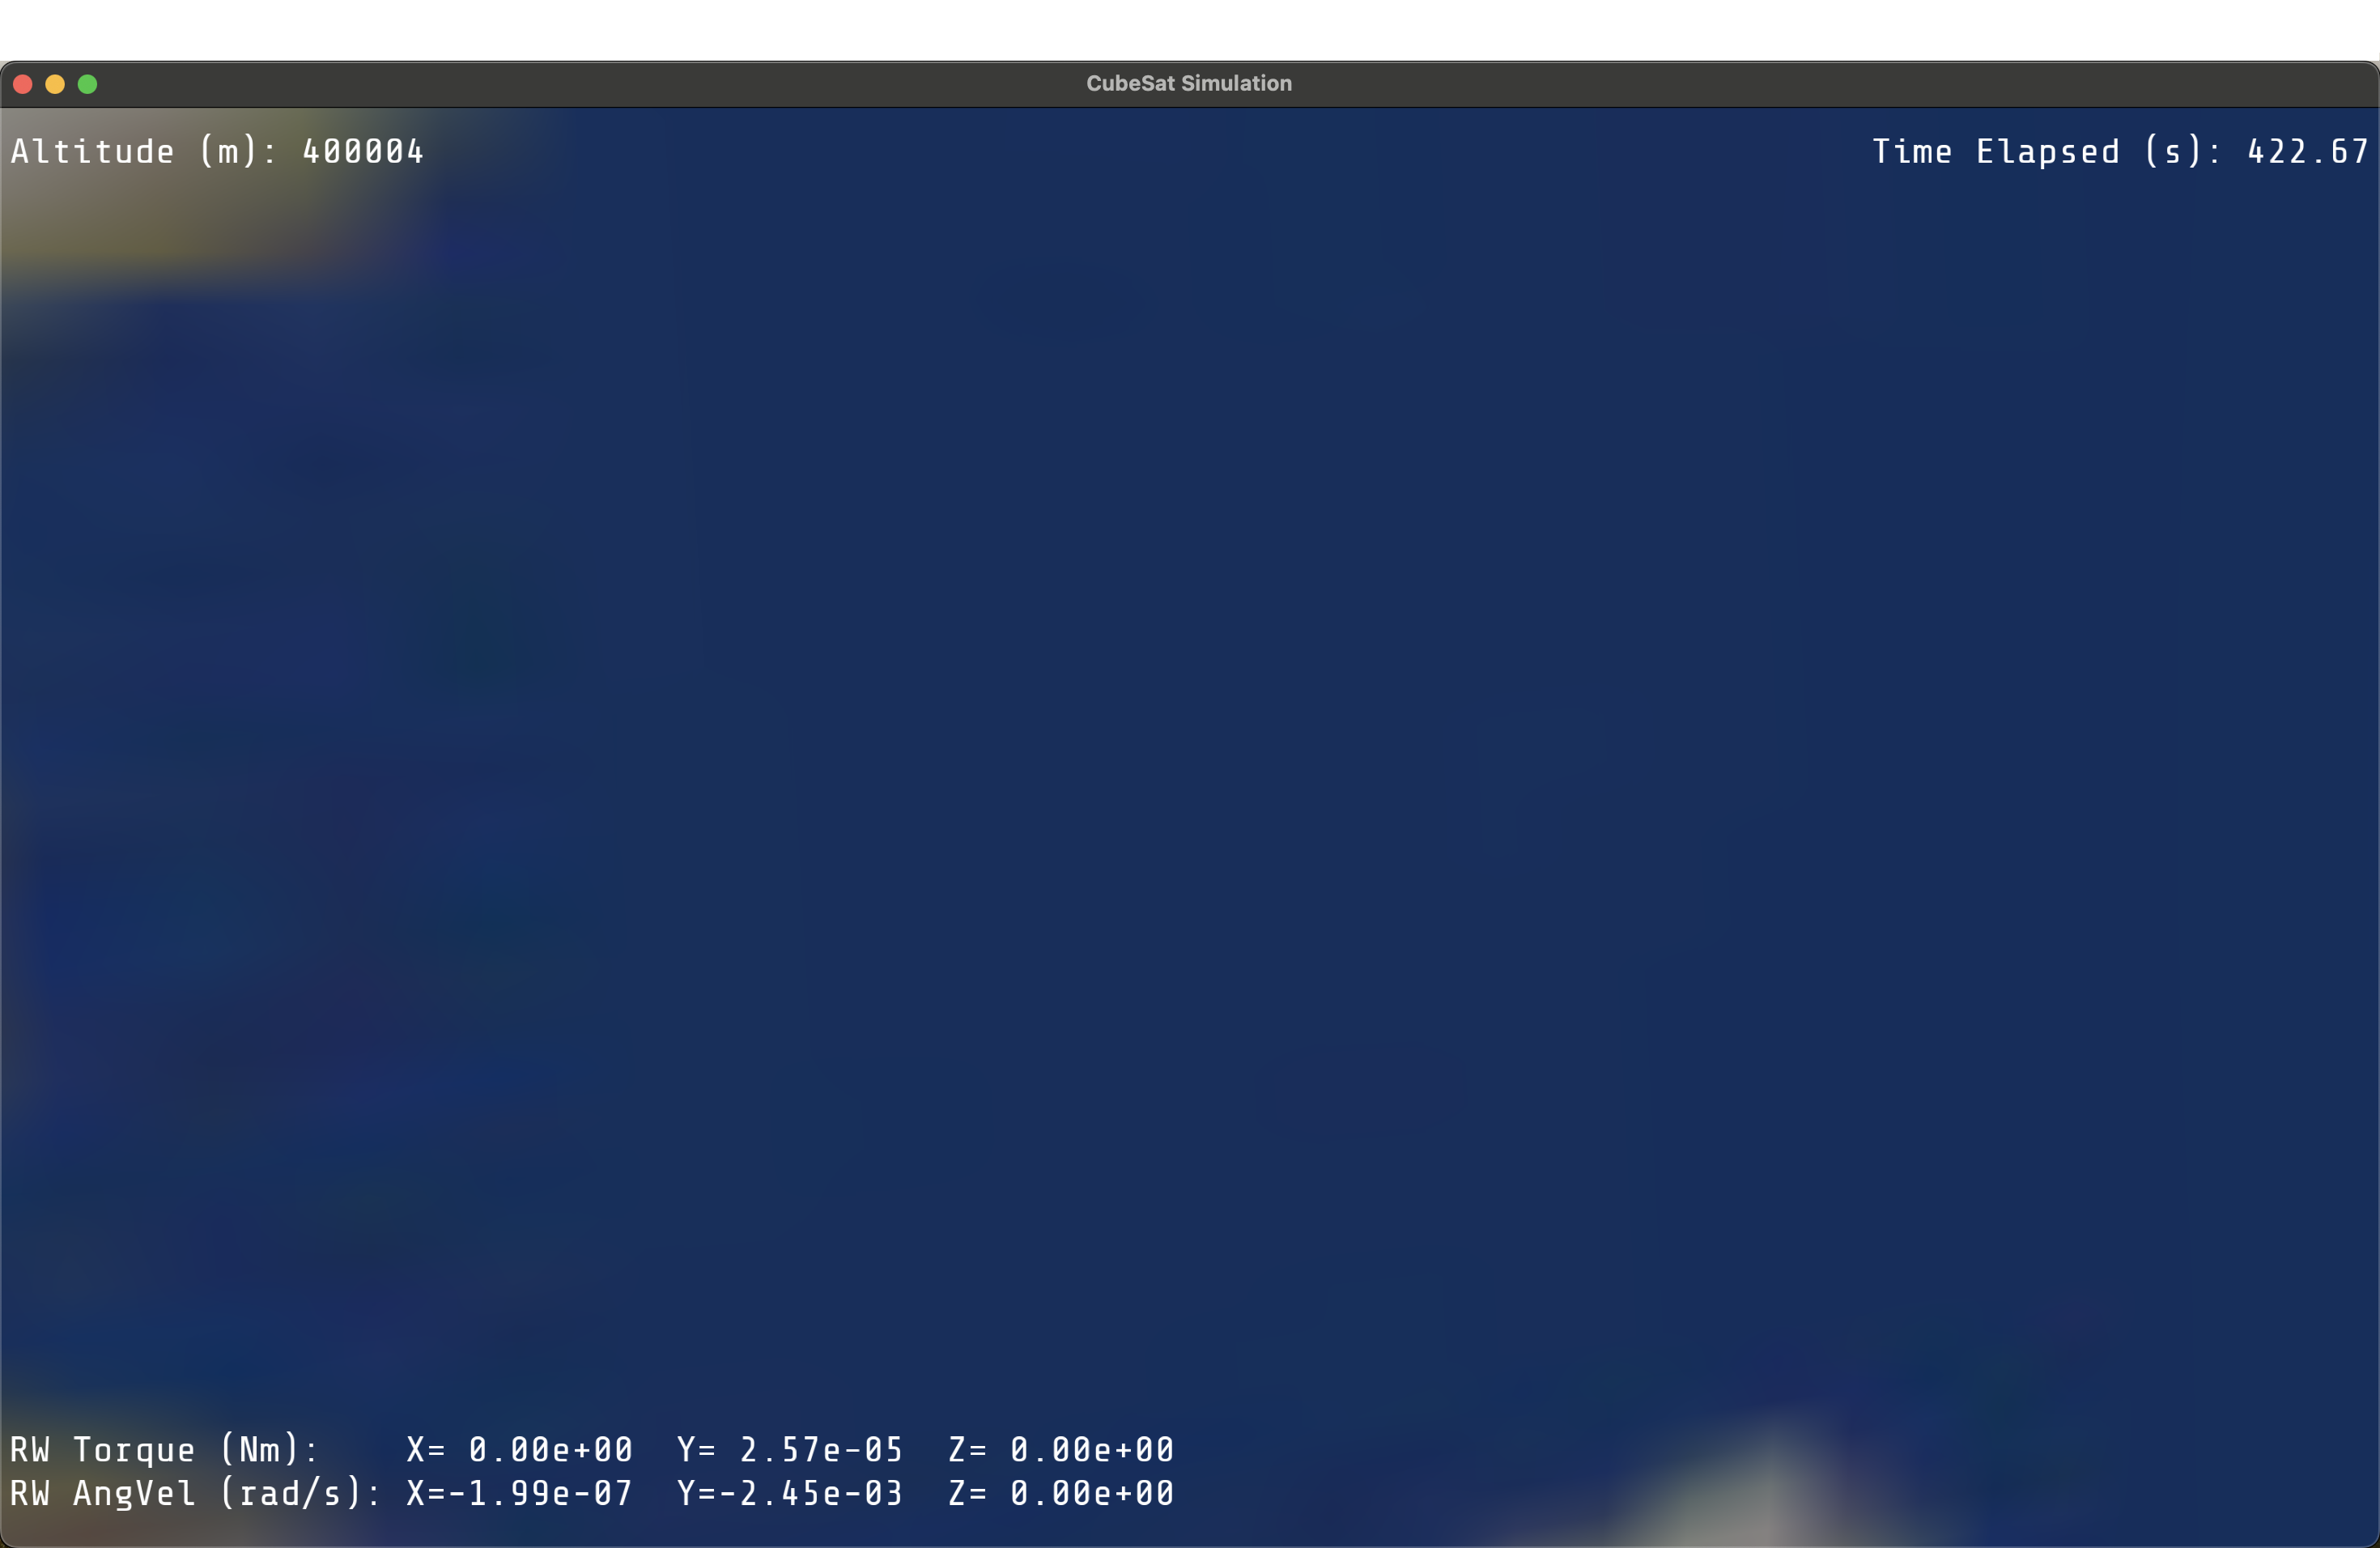 CubeSat Simulation
Altitude (m): 400004
Time Elapsed (s): 422.67
RW Torque (Nm):    X= 0.00e+00  Y= 2.57e-05  Z= 0.00e+00
RW AngVel (rad/s): X=-1.99e-07  Y=-2.45e-03  Z= 0.00e+00